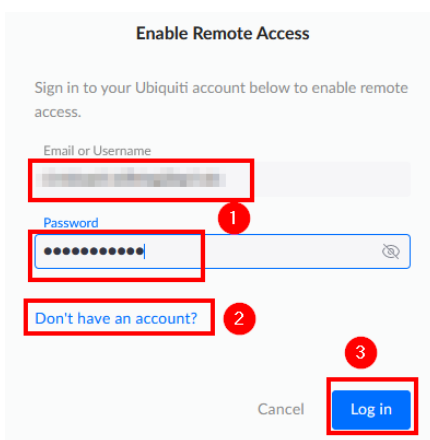 Enable Remote Access
Sign in to your Ubiquiti account below to enable remote
access.
Email or Username
1
Password
•••••••••••
Don't have an account?
2
3
Cancel
Log in